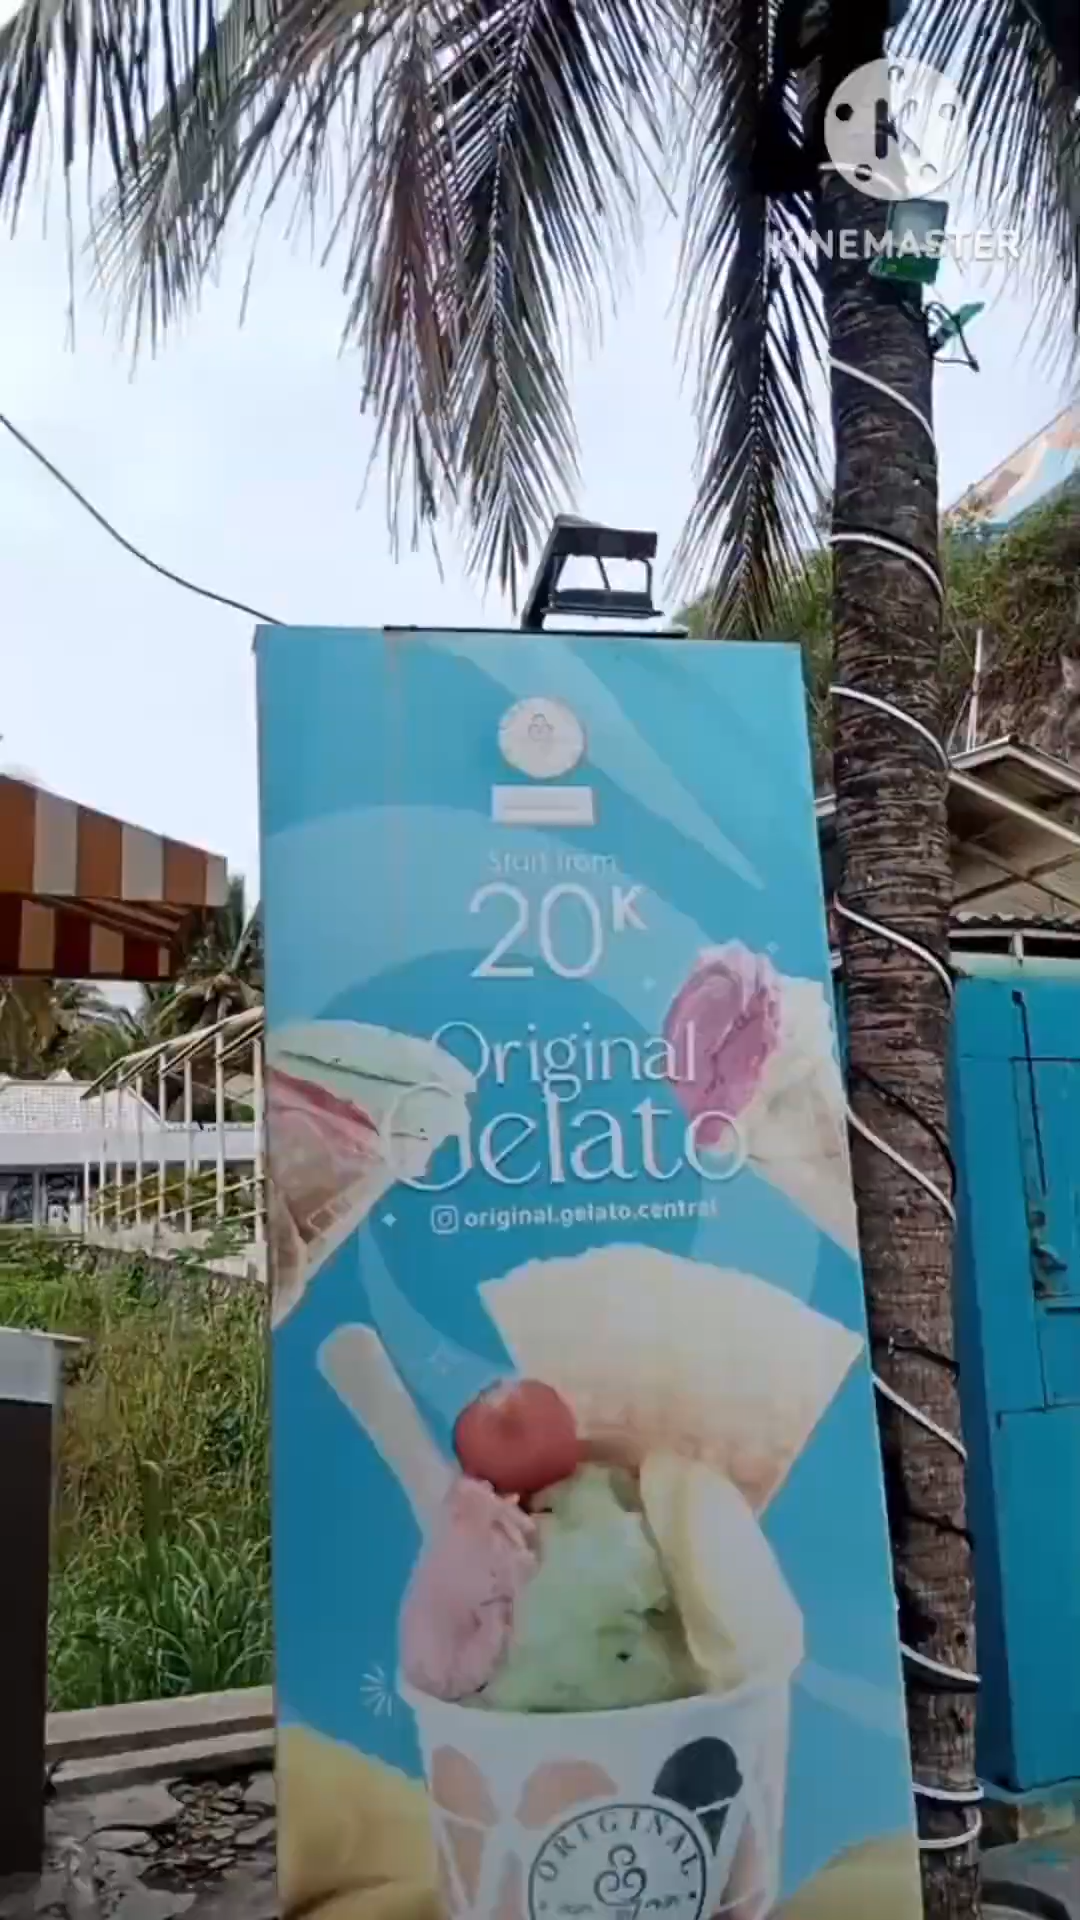 KINEMASTER
Start from
20K
Original
Gelato
original.gelato.central
ORIGINAL